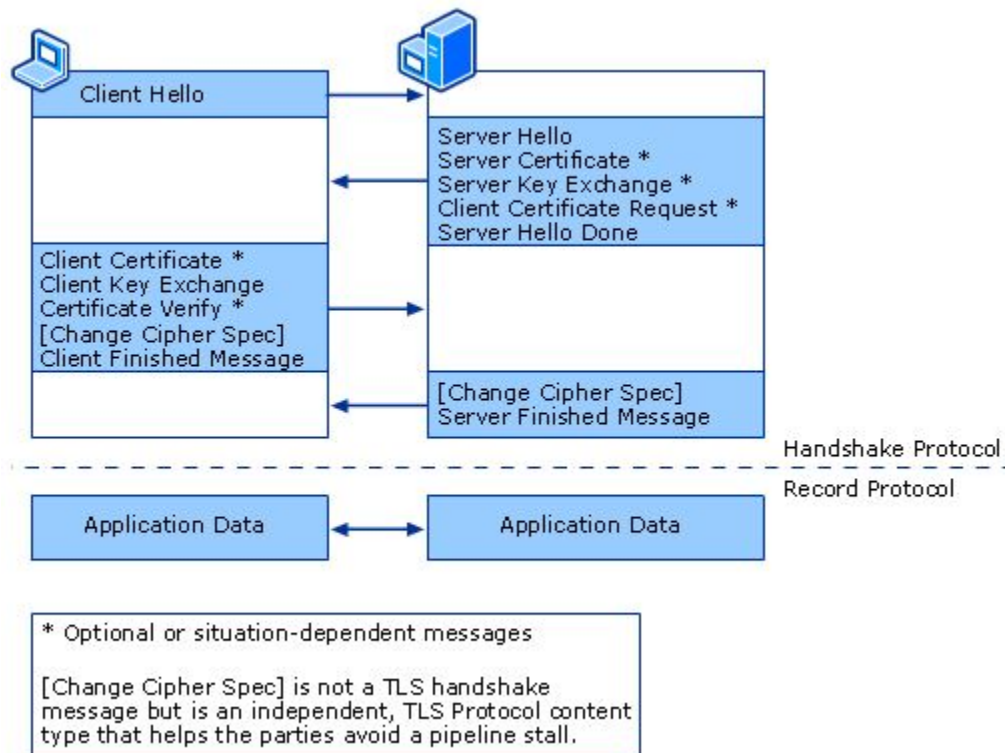 Client Hello
Server Hello
Server Certificate *
Server Key Exchange *
Client Certificate Request *
Server Hello Done
Client Certificate *
Client Key Exchange
Certificate Verify *
[Change Cipher Spec]
Client Finished Message
[Change Cipher Spec]
Server Finished Message
Handshake Protocol
Record Protocol
Application Data
Application Data
* Optional or situation-dependent messages
[Change Cipher Spec] is not a TLS handshake
message but is an independent, TLS Protocol content
type that helps the parties avoid a pipeline stall.